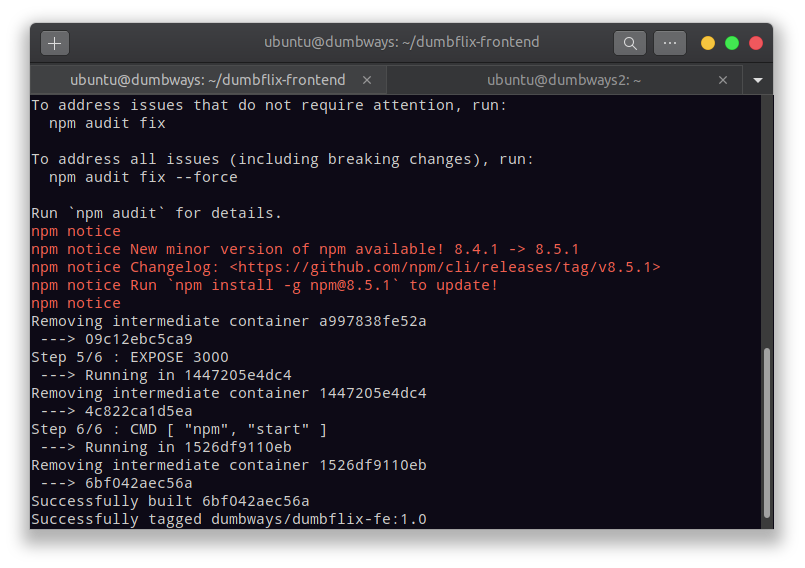 ubuntu@dumbways: ~/dumbflix-frontend
ubuntu@dumbways: ~/dumbflix-frontend
ubuntu@dumbways2: ~
To address issues that do not require attention, run:
  npm audit fix
To address all issues (including breaking changes), run:
  npm audit fix --force
Run `npm audit` for details.
npm notice
npm notice New minor version of npm available! 8.4.1 -> 8.5.1
npm notice Changelog: <https://github.com/npm/cli/releases/tag/v8.5.1>
npm notice Run `npm install -g npm@8.5.1` to update!
npm notice
Removing intermediate container a997838fe52a
 ---> 09c12ebc5ca9
Step 5/6 : EXPOSE 3000
 ---> Running in 1447205e4dc4
Removing intermediate container 1447205e4dc4
 ---> 4c822ca1d5ea
Step 6/6 : CMD [ "npm", "start" ]
 ---> Running in 1526df9110eb
Removing intermediate container 1526df9110eb
 ---> 6bf042aec56a
Successfully built 6bf042aec56a
Successfully tagged dumbways/dumbflix-fe:1.0